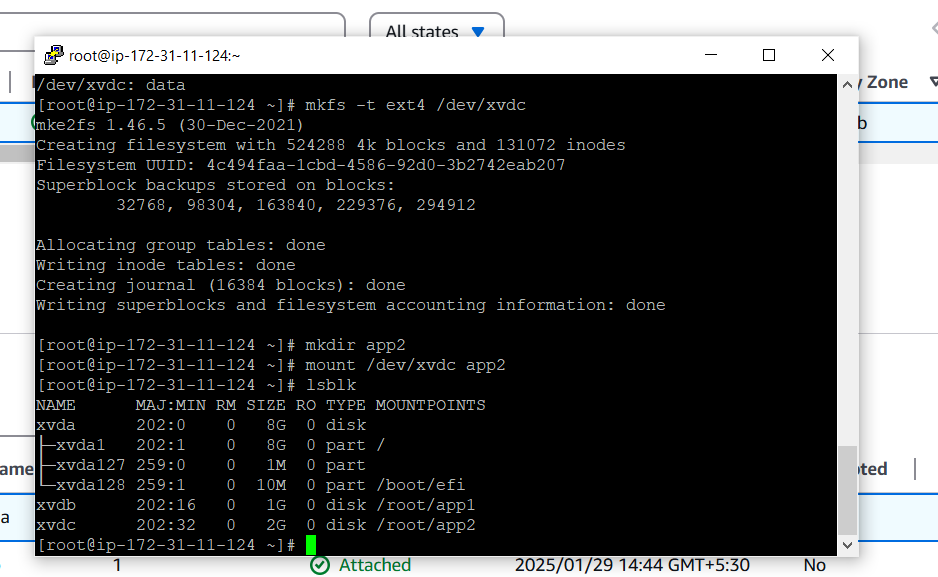 All states
root@ip-172-31-11-124:~
Zone
/dev/xvdc: data
[root@ip-172-31-11-124 ~]# mkfs -t ext4 /dev/xvdc
mke2fs 1.46.5 (30-Dec-2021)
Creating filesystem with 524288 4k blocks and 131072 inodes
Filesystem UUID: 4c494faa-1cbd-4586-92d0-3b2742eab207
Superblock backups stored on blocks:
        32768, 98304, 163840, 229376, 294912
Allocating group tables: done
Writing inode tables: done
Creating journal (16384 blocks): done
Writing superblocks and filesystem accounting information: done
[root@ip-172-31-11-124 ~]# mkdir app2
[root@ip-172-31-11-124 ~]# mount /dev/xvdc app2
[root@ip-172-31-11-124 ~]# lsblk
NAME      MAJ:MIN RM SIZE RO TYPE MOUNTPOINTS
xvda      202:0    0   8G  0 disk
├─xvda1   202:1    0   8G  0 part /
├─xvda127 259:0    0   1M  0 part
└─xvda128 259:1    0  10M  0 part /boot/efi
xvdb      202:16   0   1G  0 disk /root/app1
xvdc      202:32   0   2G  0 disk /root/app2
[root@ip-172-31-11-124 ~]#
1 Attached 2025/01/29 14:44 GMT+5:30 No